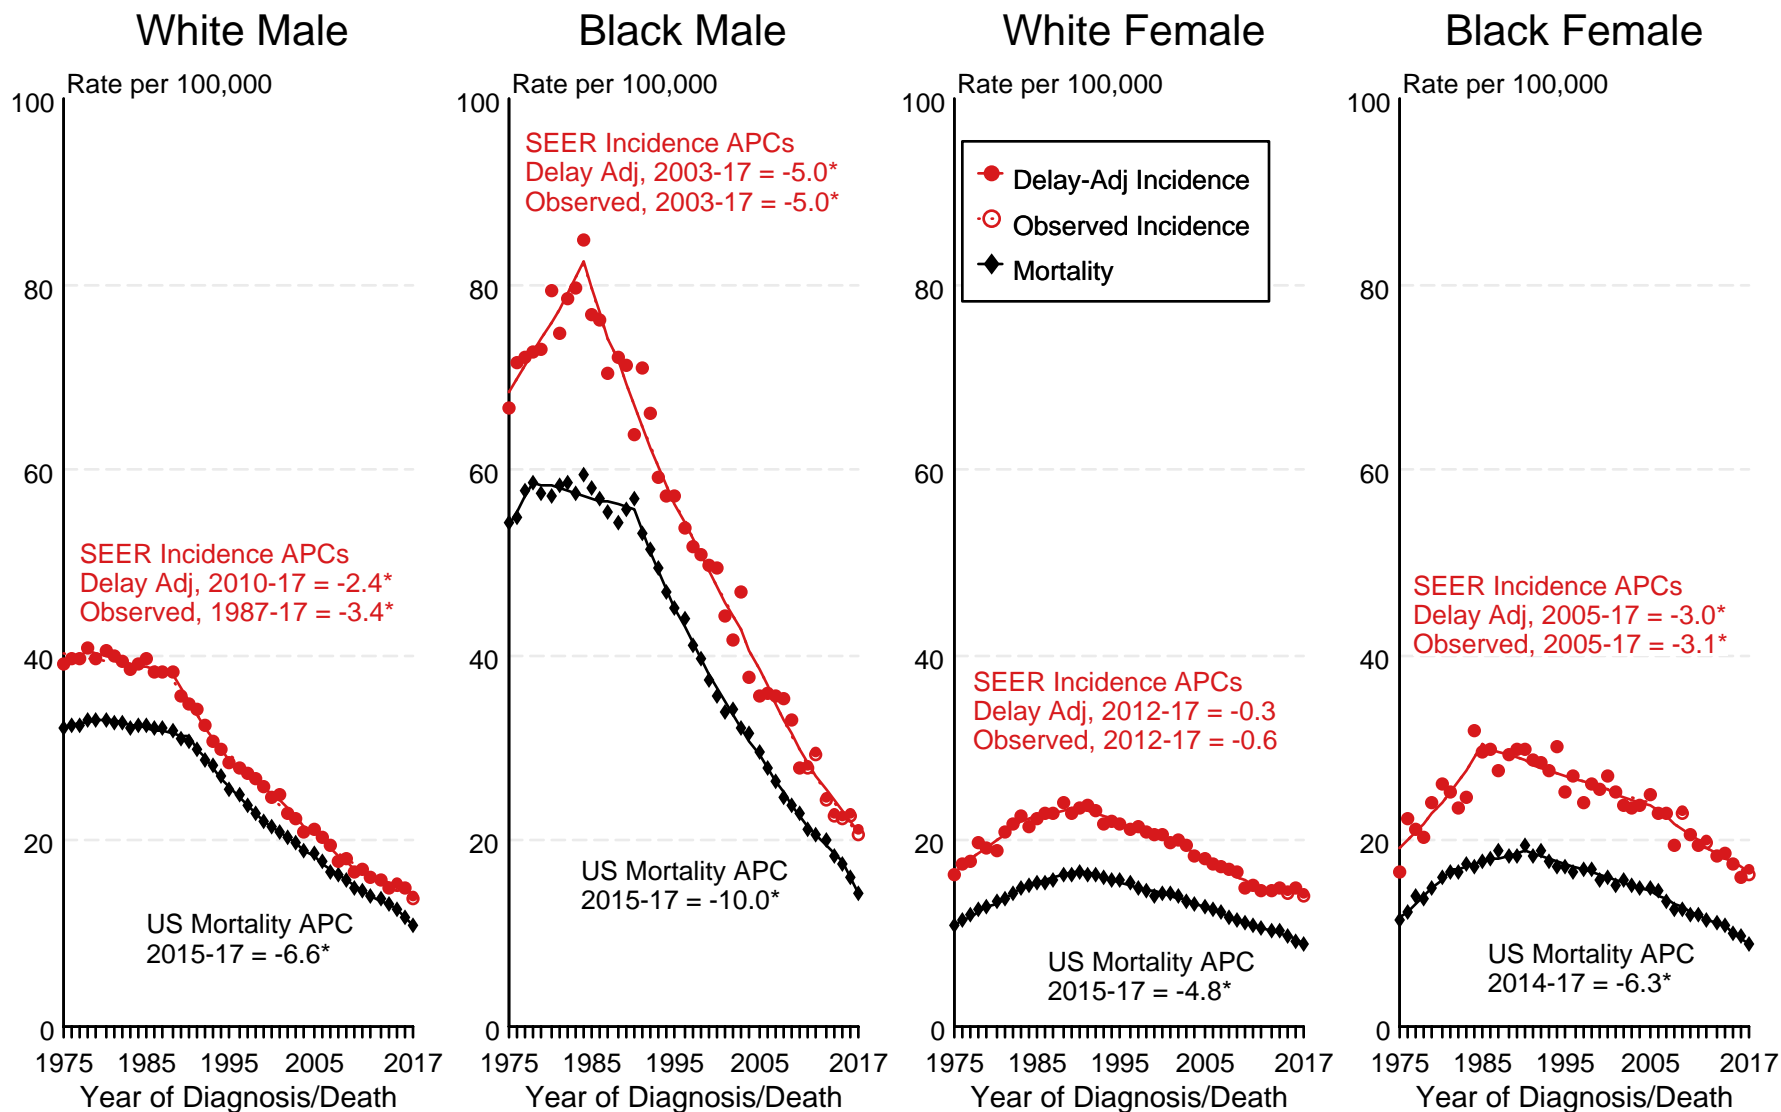 White Male
Rate per 100,000
100
80
60
40
20
0
SEER Incidence APCs
Delay Adj, 2010-17 = -2.4*
Observed, 1987-17 = -3.4*
US Mortality APC
2015-17 = -6.6*
1975 1985 1995 2005 2017
Year of Diagnosis/Death
Black Male
Rate per 100,000
100
80
60
40
20
0
SEER Incidence APCs
Delay Adj, 2003-17 = -5.0*
Observed, 2003-17 = -5.0*
US Mortality APC
2015-17 = -10.0*
1975 1985 1995 2005 2017
Year of Diagnosis/Death
White Female
Rate per 100,000
100
80
60
40
20
0
Delay-Adj Incidence
Observed Incidence
Mortality
SEER Incidence APCs
Delay Adj, 2012-17 = -0.3
Observed, 2012-17 = -0.6
US Mortality APC
2015-17 = -4.8*
1975 1985 1995 2005 2017
Year of Diagnosis/Death
Black Female
Rate per 100,000
100
80
60
40
20
0
SEER Incidence APCs
Delay Adj, 2005-17 = -3.0*
Observed, 2005-17 = -3.1*
US Mortality APC
2014-17 = -6.3*
1975 1985 1995 2005 2017
Year of Diagnosis/Death